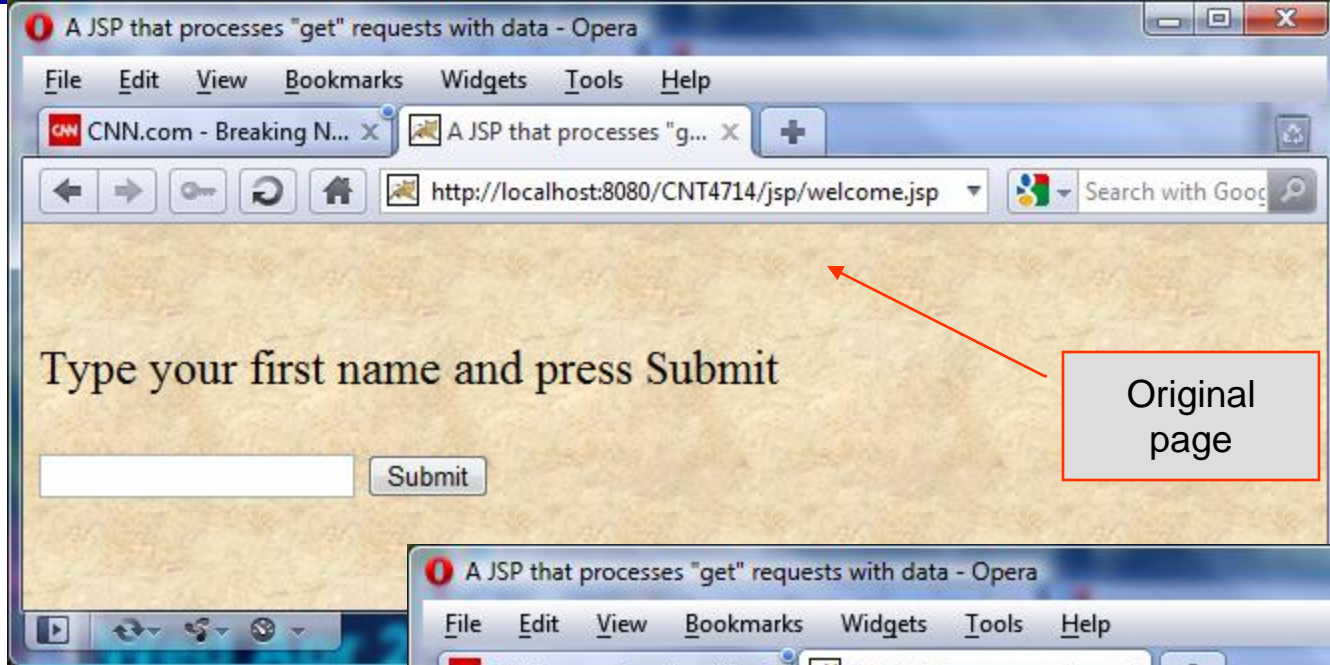 A JSP that processes "get" requests with data - Opera
File Edit View Bookmarks Widgets Tools Help
CNN CNN.com - Breaking N... A JSP that processes "g...
http://localhost:8080/CNT4714/jsp/welcome.jsp Search with Goog
Type your first name and press Submit
Original
page
Submit
A JSP that processes "get" requests with data - Opera
File Edit View Bookmarks Widgets Tools Help